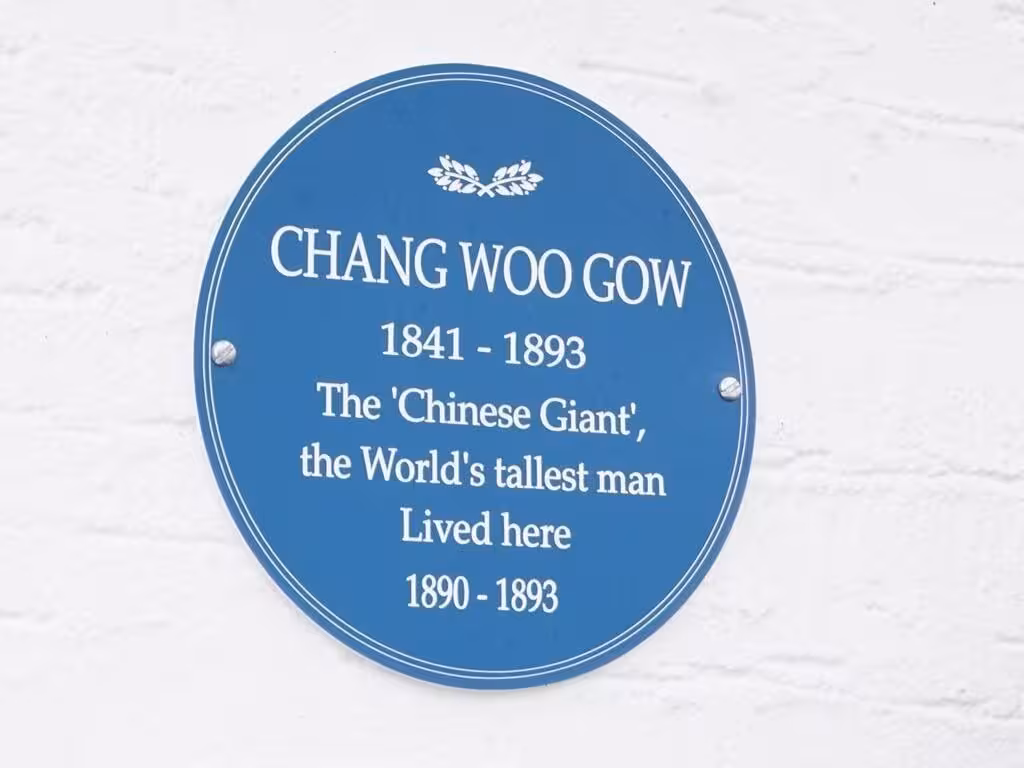 CHANG WOO GOW
1841 - 1893
The 'Chinese Giant',
the World's tallest man
Lived here
1890 - 1893